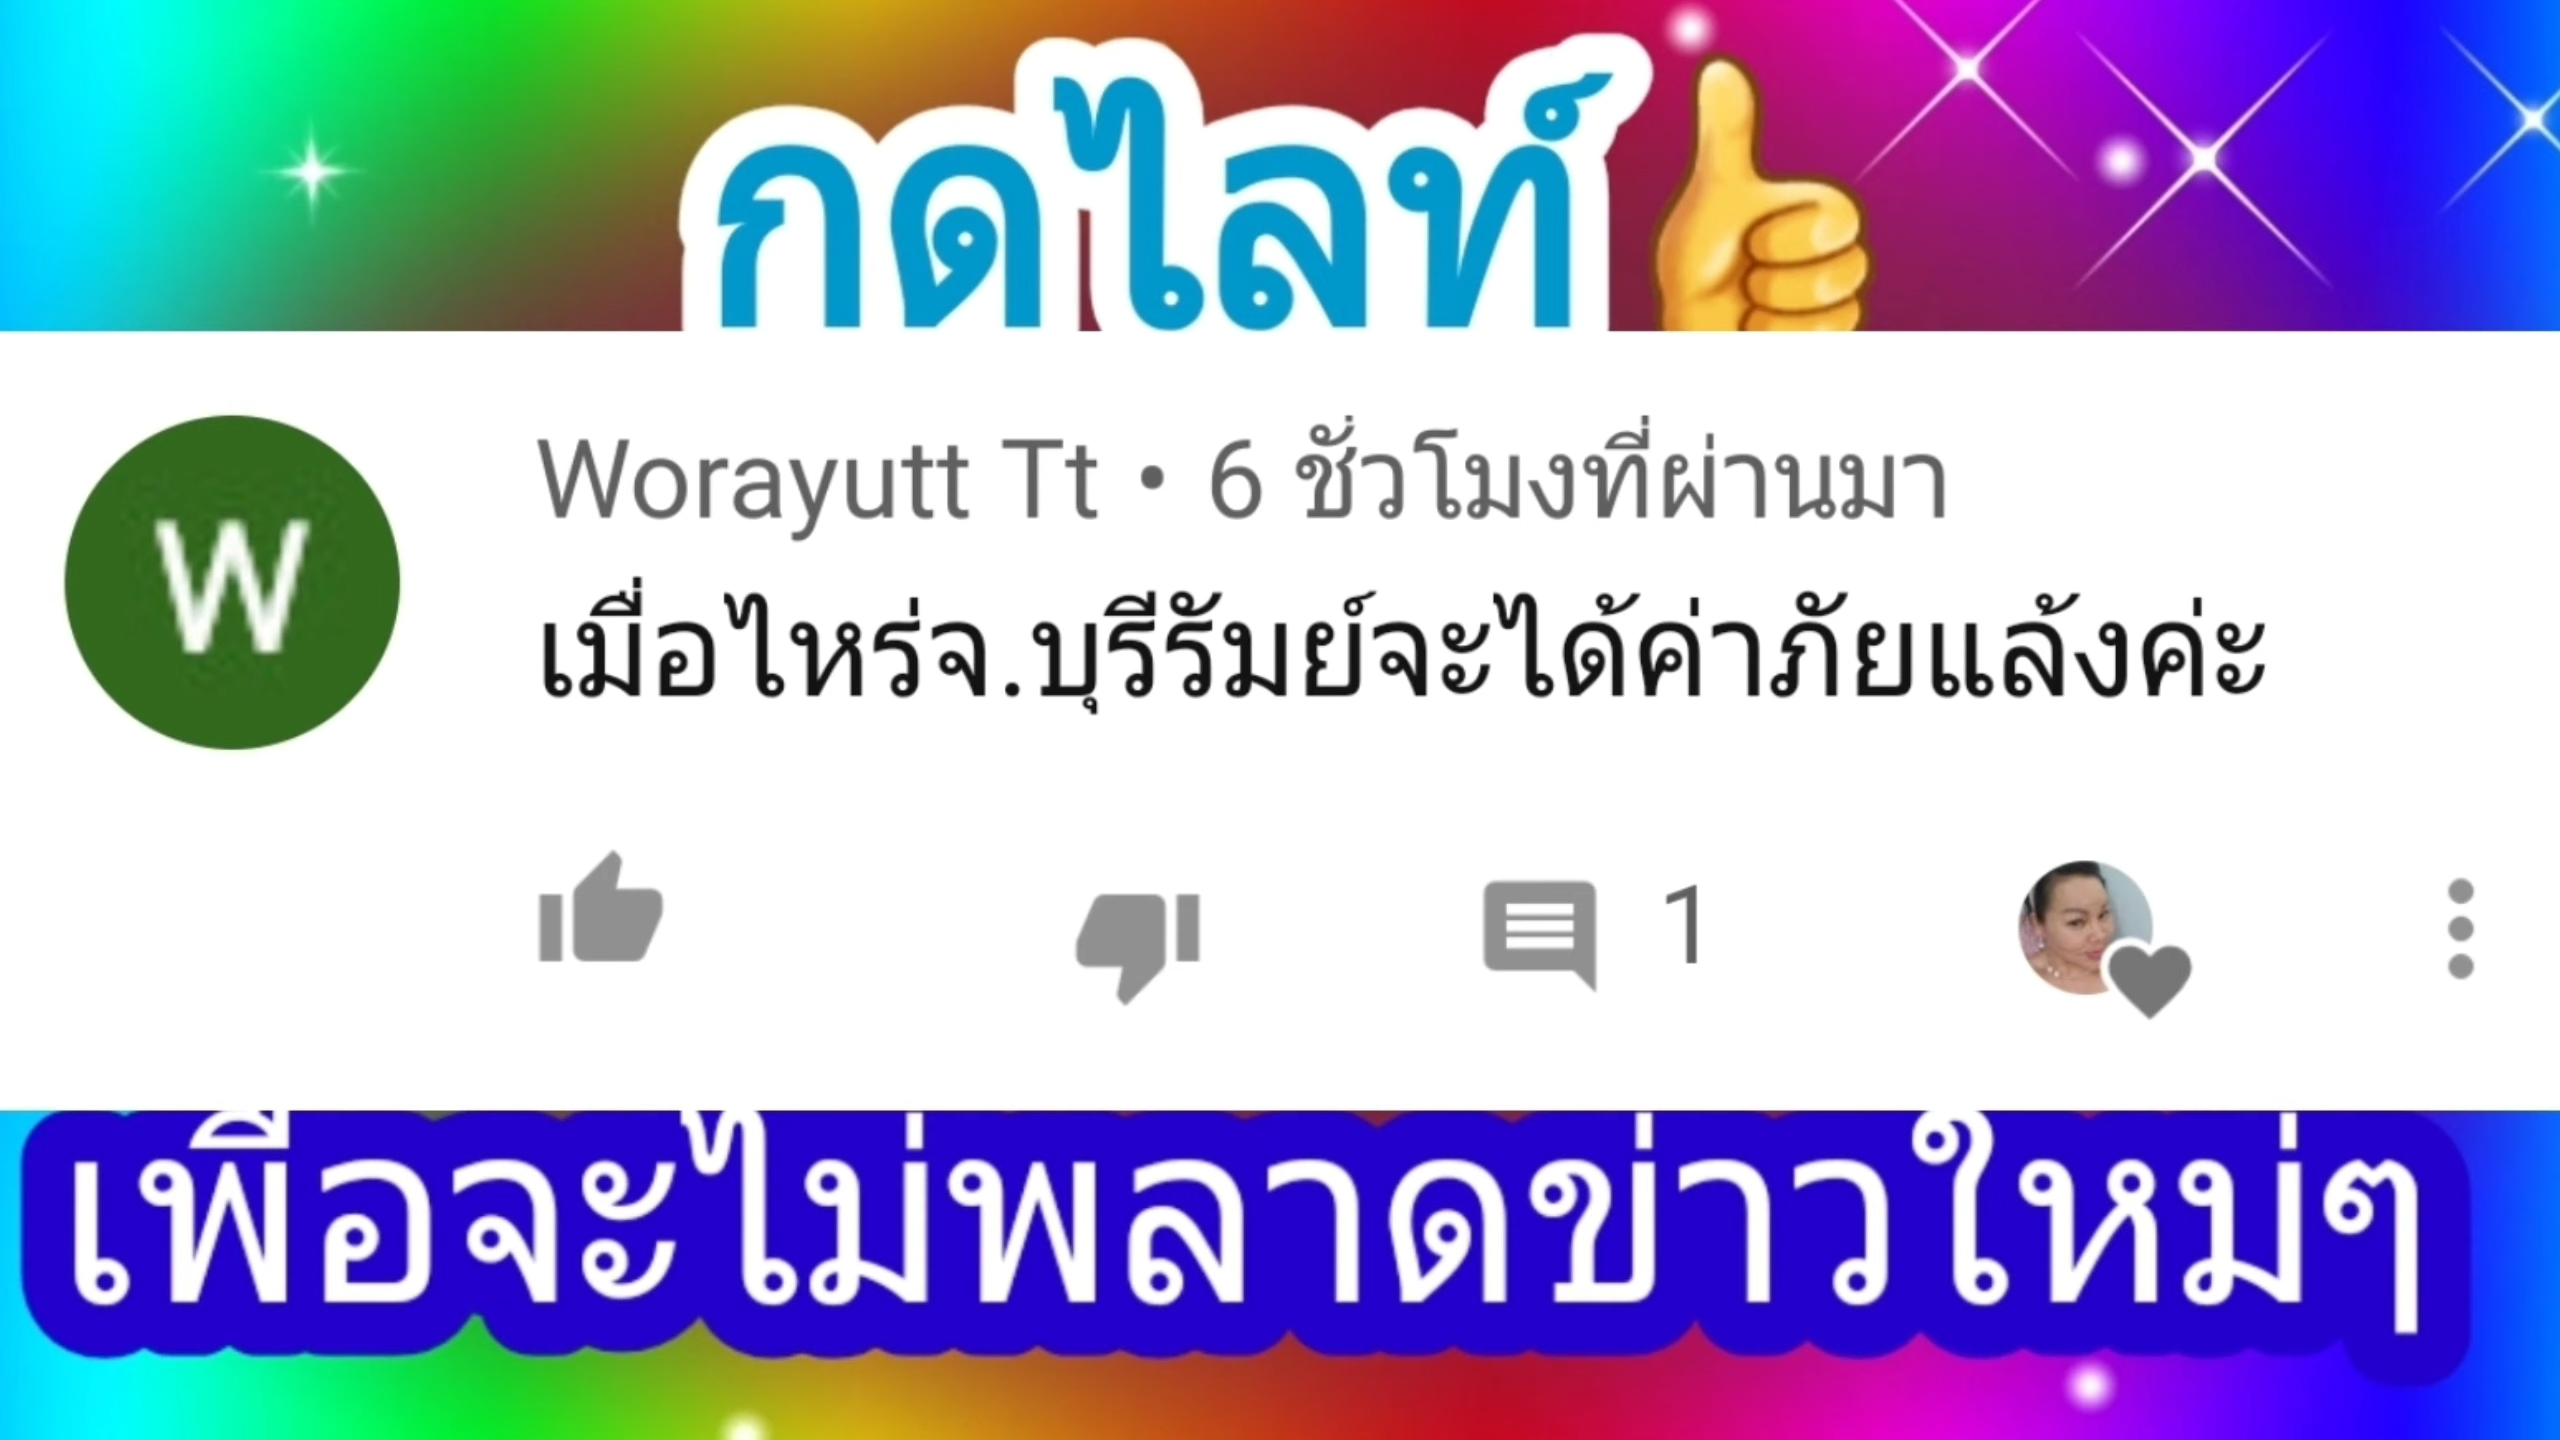 กดไลท์
W
Worayutt Tt • 6 ชั่วโมงที่ผ่านมา
เมื่อไหร่จ.บุรีรัมย์จะได้ค่าภัยแล้งค่ะ
1
เพื่อจะไม่พลาดข่าวใหม่ๆ